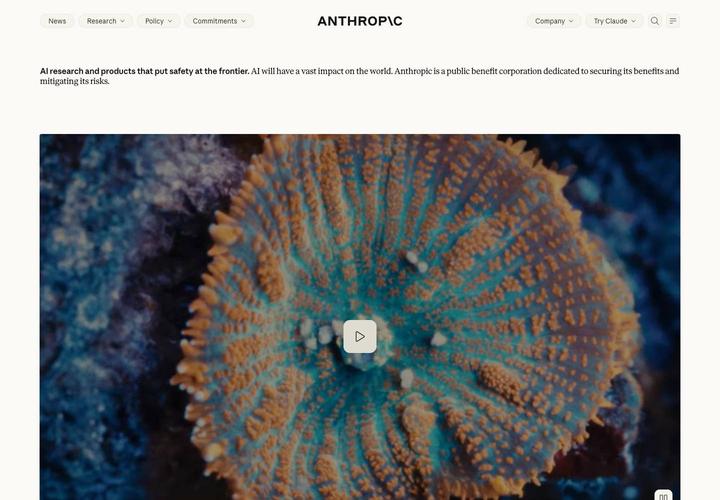 News Research Policy Commitments ANTHROP\C Company Try Claude
AI research and products that put safety at the frontier. AI will have a vast impact on the world. Anthropic is a public benefit corporation dedicated to securing its benefits and
mitigating its risks.